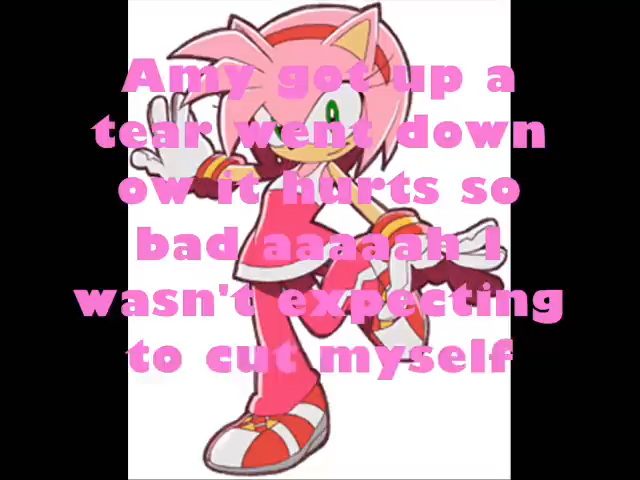 Amy got up a
tear went down
ow it hurts so
bad aaaaah I
wasn't expecting
to cut myself